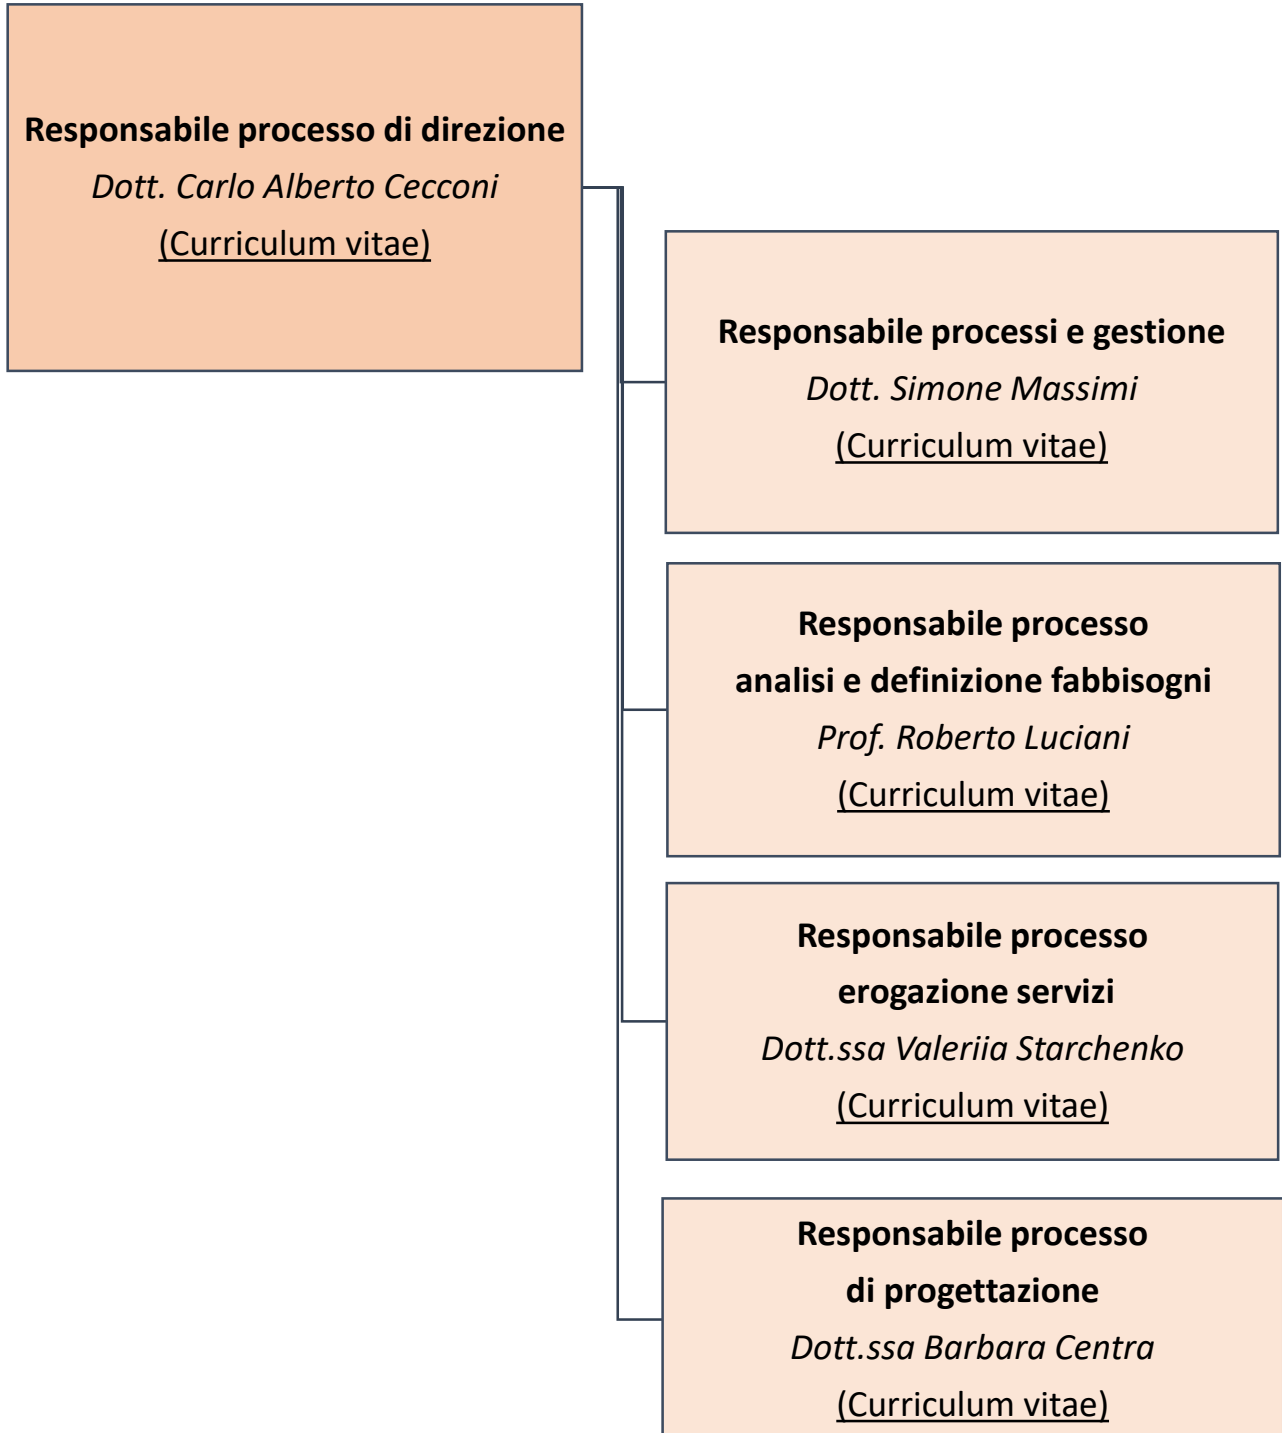 Responsabile processo di direzione
Dott. Carlo Alberto Cecconi
(Curriculum vitae)
Responsabile processi e gestione
Dott. Simone Massimi
(Curriculum vitae)
Responsabile processo
analisi e definizione fabbisogni
Prof. Roberto Luciani
(Curriculum vitae)
Responsabile processo
erogazione servizi
Dott.ssa Valeriia Starchenko
(Curriculum vitae)
Responsabile processo
di progettazione
Dott.ssa Barbara Centra
(Curriculum vitae)